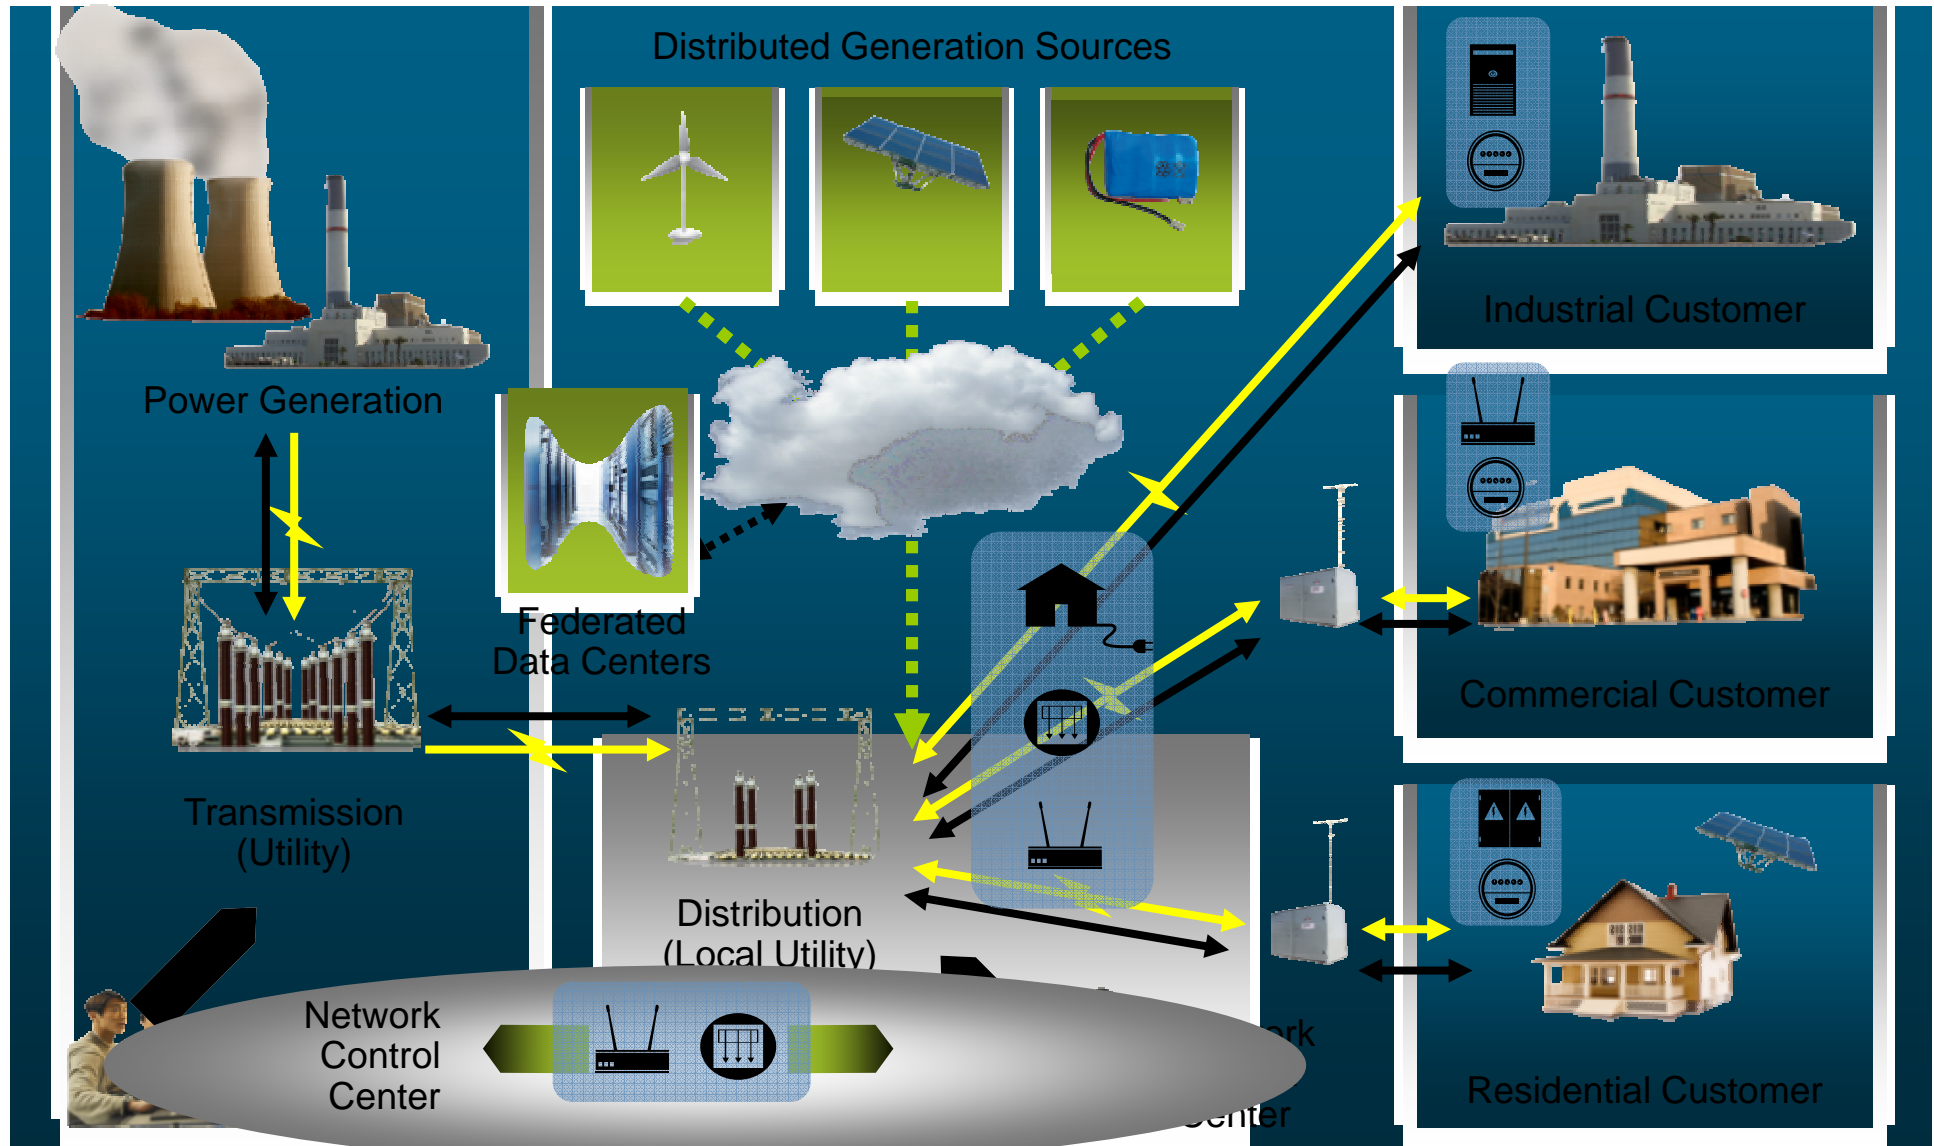 Distributed Generation Sources
Industrial Customer
Power Generation
Federated
Data Centers
Commercial Customer
Transmission
(Utility)
Distribution
(Local Utility)
Network
Control
Center
Residential Customer